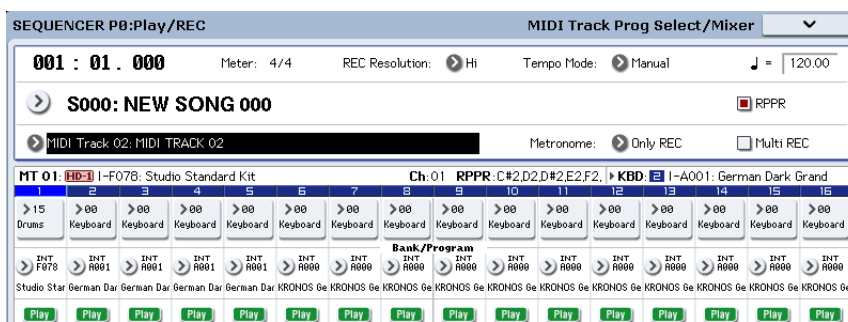 SEQUENCER P0:Play/REC MIDI Track Prog Select/Mixer
001 : 01 . 000 Meter: 4/4 REC Resolution: Hi Tempo Mode: Manual ♩ = 120.00
S000: NEW SONG 000 RPPR
MIDI Track 02: MIDI TRACK 02 Metronome: Only REC Multi REC
MT 01: HD-1 I-F078: Studio Standard Kit Ch:01 RPPR:C#2,D2,D#2,E2,F2, KBD: 2 I-A001: German Dark Grand
1 2 3 4 5 6 7 8 9 10 11 12 13 14 15 16
15 00 00 00 00 00 00 00 00 00 00 00 00 00 00 00
Drums Keyboard Keyboard Keyboard Keyboard Keyboard Keyboard Keyboard Keyboard Keyboard Keyboard Keyboard Keyboard Keyboard Keyboard Keyboard
Bank/Program
INT INT INT INT INT INT INT INT INT INT INT INT INT INT INT INT
F078 A001 A001 A001 A001 A000 A000 A000 A000 A000 A000 A000 A000 A000 A000 A000
Studio Star German Dar German Dar German Dar German Dar KRONOS Ge KRONOS Ge KRONOS Ge KRONOS Ge KRONOS Ge KRONOS Ge KRONOS Ge KRONOS Ge KRONOS Ge KRONOS Ge KRONOS Ge
Play Play Play Play Play Play Play Play Play Play Play Play Play Play Play Play